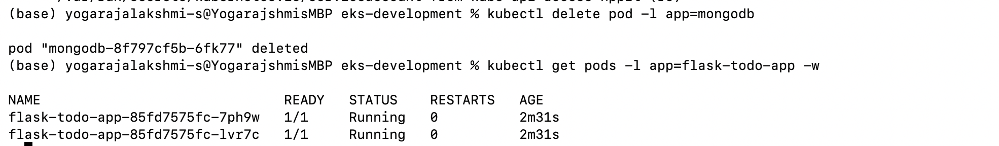 (base) yogarajalakshmi-s@YogarajshmisMBP eks-development % kubectl delete pod -l app=mongodb
pod "mongodb-8f797cf5b-6fk77" deleted
(base) yogarajalakshmi-s@YogarajshmisMBP eks-development % kubectl get pods -l app=flask-todo-app -w
NAME READY STATUS RESTARTS AGE
flask-todo-app-85fd7575fc-7ph9w 1/1 Running 0 2m31s
flask-todo-app-85fd7575fc-lvr7c 1/1 Running 0 2m31s